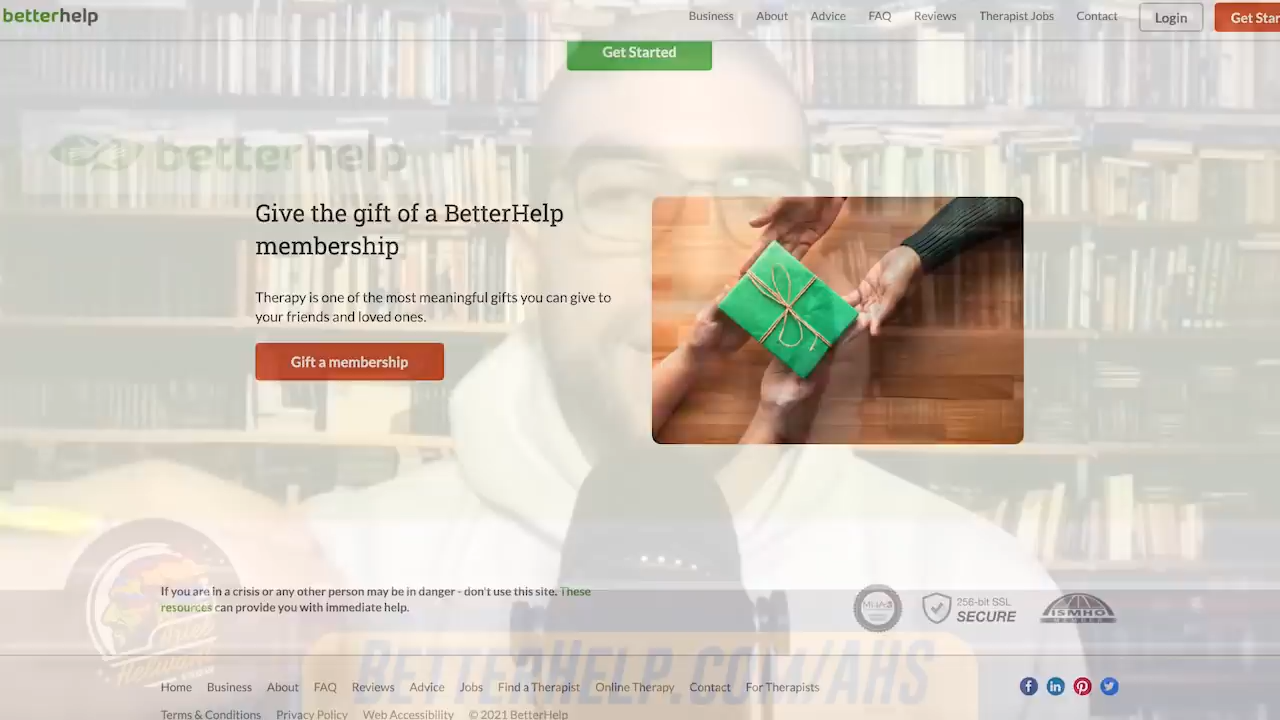 betterhelp
Business About Advice FAQ Reviews Therapist Jobs Contact Login Get Star
Get Started
betterhelp
Give the gift of a BetterHelp
membership
Therapy is one of the most meaningful gifts you can give to
your friends and loved ones.
Gift a membership
If you are in a crisis or any other person may be in danger - don't use this site. These
resources can provide you with immediate help.
256-bit SSL
SECURE
ISMHO
MEMBER
BETTERHELP.COM/AHS
Home Business About FAQ Reviews Advice Jobs Find a Therapist Online Therapy Contact For Therapists
Terms & Conditions Privacy Policy Web Accessibility © 2021 BetterHelp